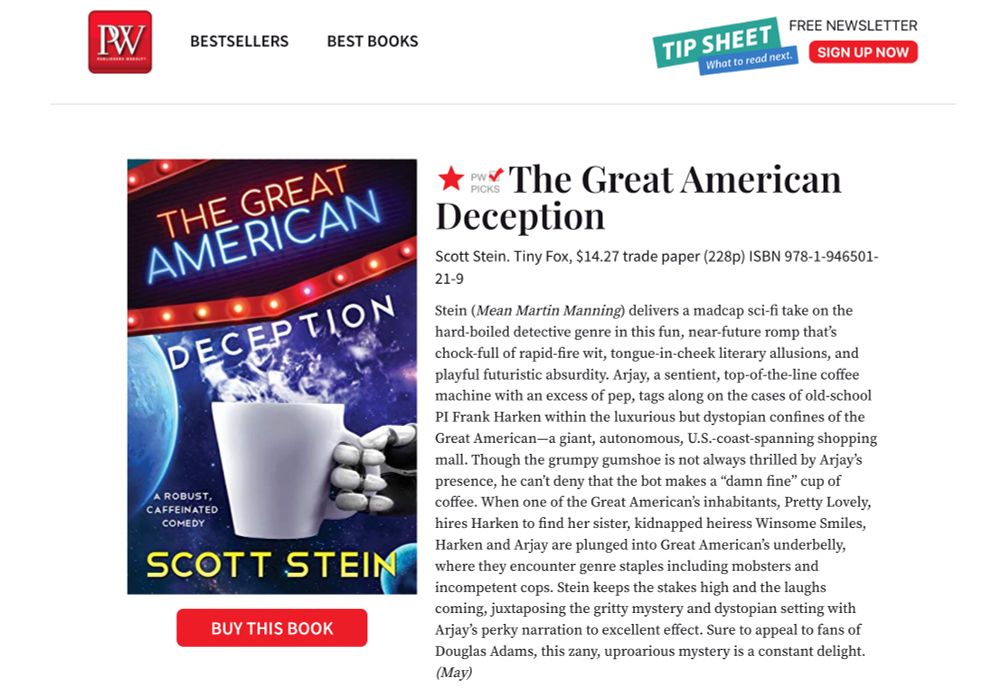 PW
PUBLISHERS WEEKLY
BESTSELLERS
BEST BOOKS
TIP SHEET
What to read next.
FREE NEWSLETTER
SIGN UP NOW
THE GREAT
AMERICAN
DECEPTION
A ROBUST,
CAFFEINATED
COMEDY
SCOTT STEIN
BUY THIS BOOK
PW
PICKS
The Great American
Deception
Scott Stein. Tiny Fox, $14.27 trade paper (228p) ISBN 978-1-946501-
21-9
Stein (Mean Martin Manning) delivers a madcap sci-fi take on the
hard-boiled detective genre in this fun, near-future romp that’s
chock-full of rapid-fire wit, tongue-in-cheek literary allusions, and
playful futuristic absurdity. Arjay, a sentient, top-of-the-line coffee
machine with an excess of pep, tags along on the cases of old-school
PI Frank Harken within the luxurious but dystopian confines of the
Great American—a giant, autonomous, U.S.-coast-spanning shopping
mall. Though the grumpy gumshoe is not always thrilled by Arjay’s
presence, he can’t deny that the bot makes a “damn fine” cup of
coffee. When one of the Great American’s inhabitants, Pretty Lovely,
hires Harken to find her sister, kidnapped heiress Winsome Smiles,
Harken and Arjay are plunged into Great American’s underbelly,
where they encounter genre staples including mobsters and
incompetent cops. Stein keeps the stakes high and the laughs
coming, juxtaposing the gritty mystery and dystopian setting with
Arjay’s perky narration to excellent effect. Sure to appeal to fans of
Douglas Adams, this zany, uproarious mystery is a constant delight.
(May)